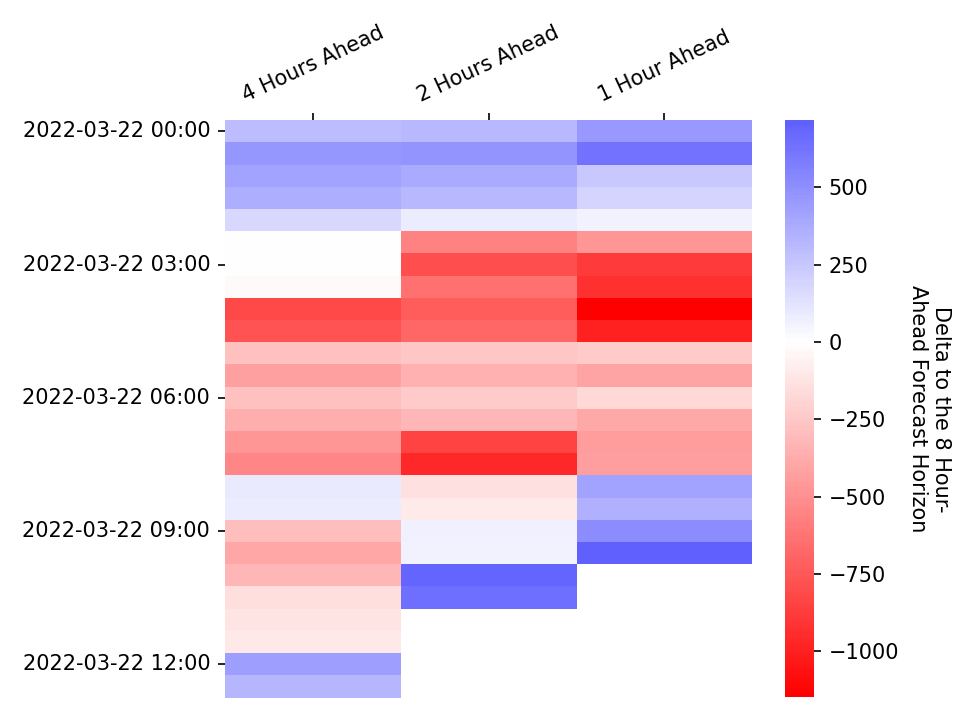 4 Hours Ahead
2 Hours Ahead
1 Hour Ahead
2022-03-22 00:00
2022-03-22 03:00
2022-03-22 06:00
2022-03-22 09:00
2022-03-22 12:00
500
250
0
−250
−500
−750
−1000
Delta to the 8 Hour-
Ahead Forecast Horizon